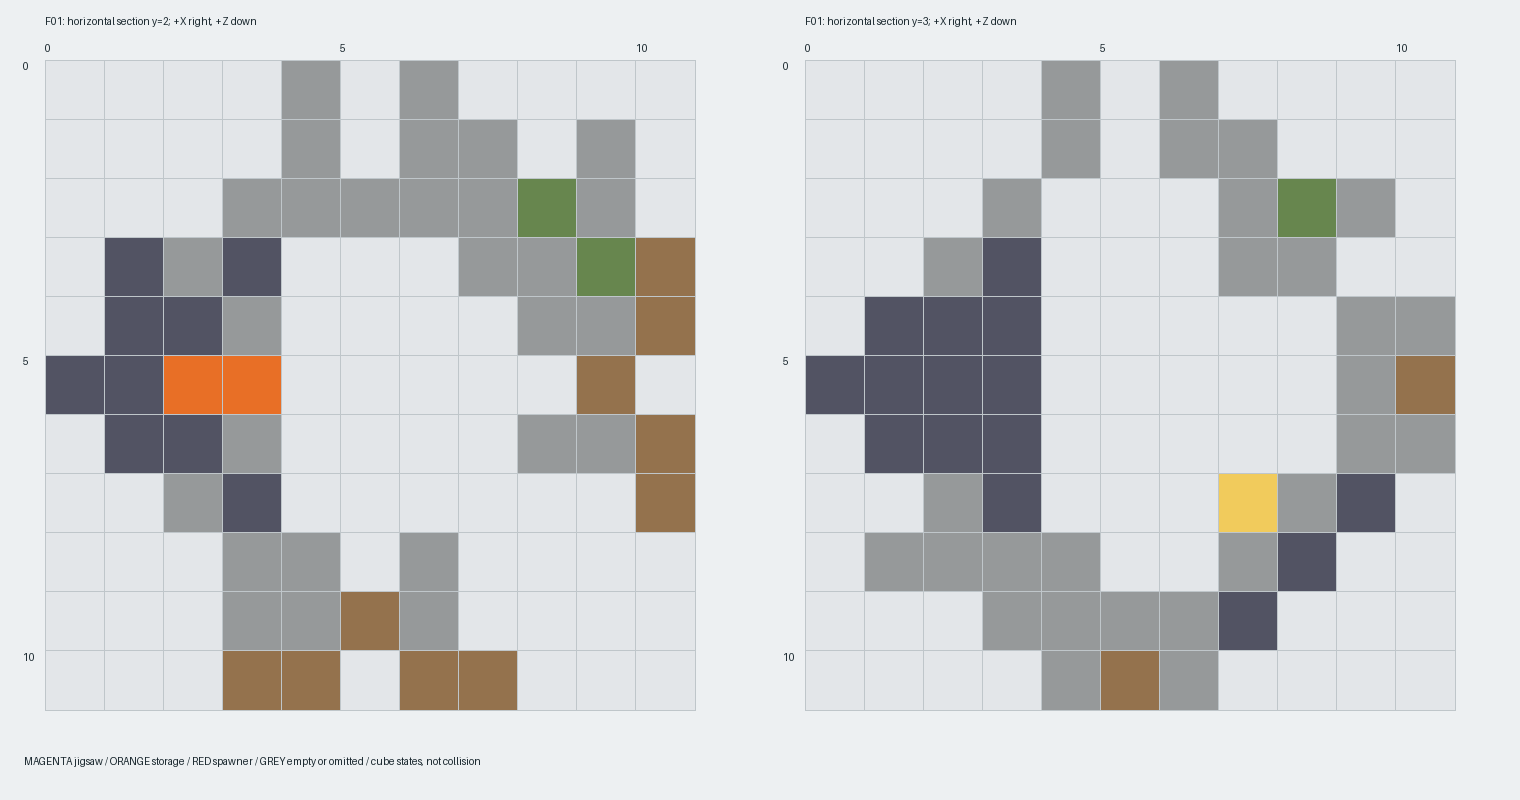 F01: horizontal section y=2; +X right, +Z down
F01: horizontal section y=3; +X right, +Z down
0 5 10
0 5 10
0
0
5
5
10
10
MAGENTA jigsaw / ORANGE storage / RED spawner / GREY empty or omitted / cube states, not collision